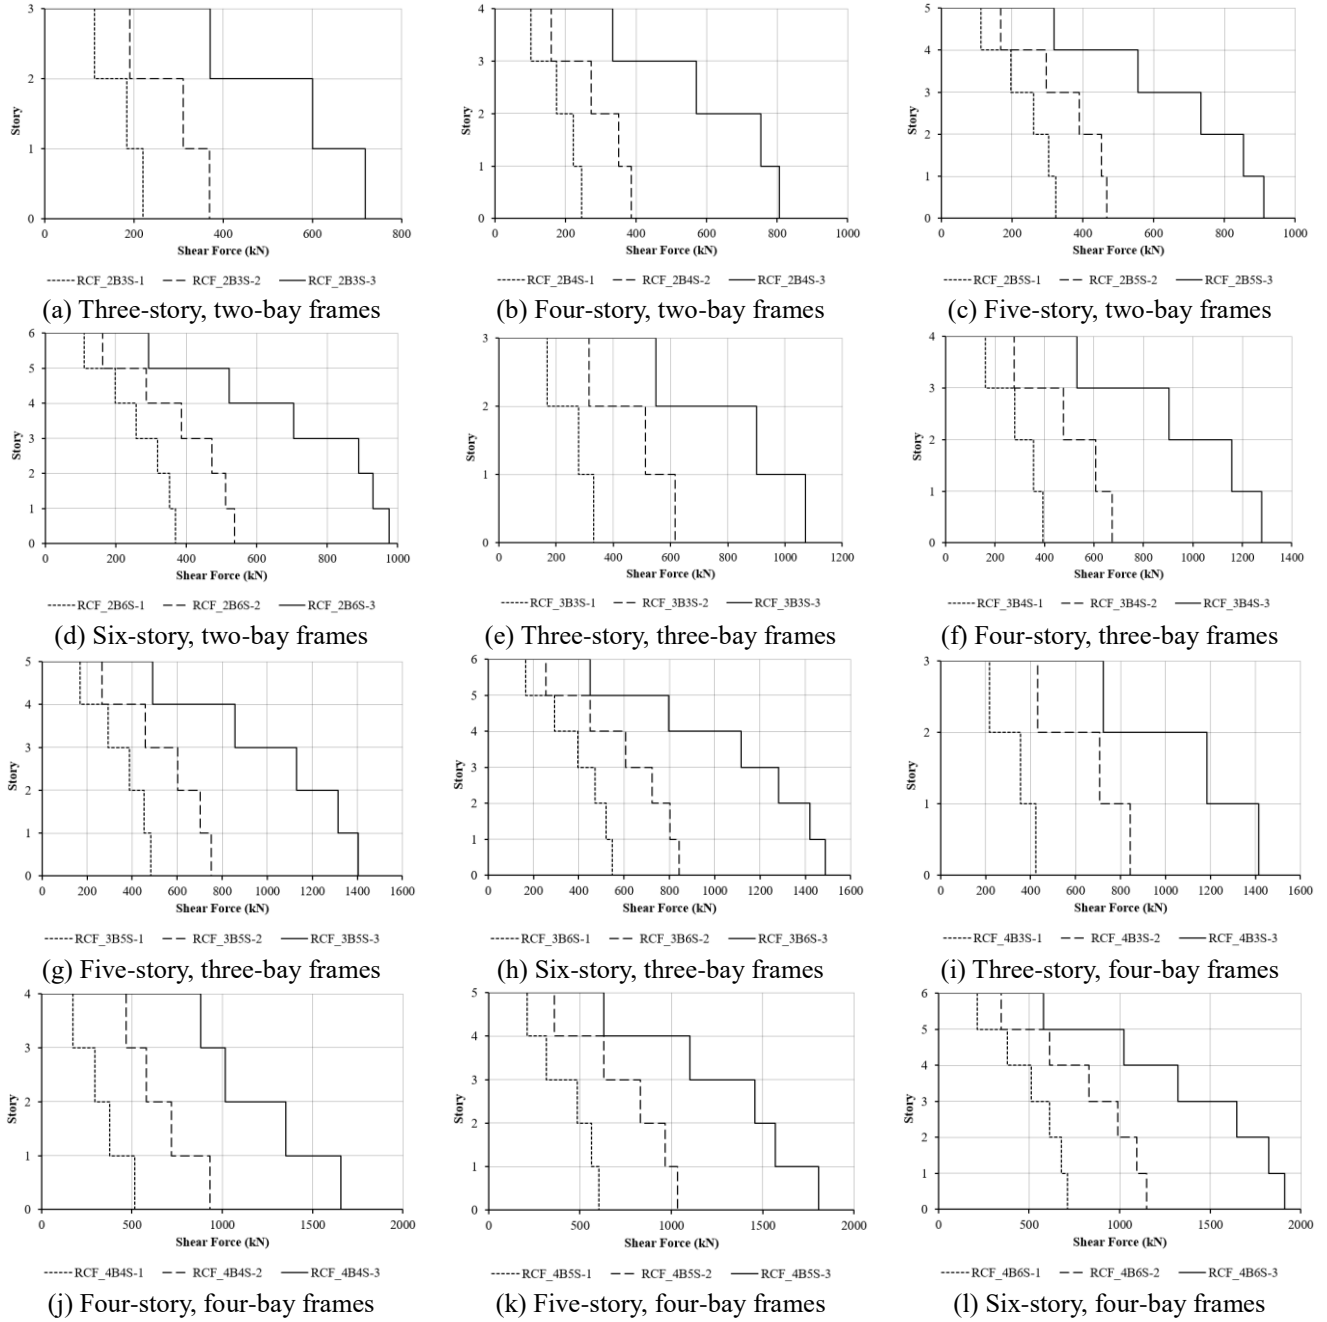 3
2
1
0
Story
0 200 400 600 800
Shear Force (kN)
RCF_2B3S-1 RCF_2B3S-2 RCF_2B3S-3
(a) Three-story, two-bay frames
4
3
2
1
0
Story
0 200 400 600 800 1000
Shear Force (kN)
RCF_2B4S-1 RCF_2B4S-2 RCF_2B4S-3
(b) Four-story, two-bay frames
5
4
3
2
1
0
Story
0 200 400 600 800 1000
Shear Force (kN)
RCF_2B5S-1 RCF_2B5S-2 RCF_2B5S-3
(c) Five-story, two-bay frames
6
5
4
3
2
1
0
Story
0 200 400 600 800 1000
Shear Force (kN)
RCF_2B6S-1 RCF_2B6S-2 RCF_2B6S-3
(d) Six-story, two-bay frames
3
2
1
0
Story
0 200 400 600 800 1000 1200
Shear Force (kN)
RCF_3B3S-1 RCF_3B3S-2 RCF_3B3S-3
(e) Three-story, three-bay frames
4
3
2
1
0
Story
0 200 400 600 800 1000 1200 1400
Shear Force (kN)
RCF_3B4S-1 RCF_3B4S-2 RCF_3B4S-3
(f) Four-story, three-bay frames
5
4
3
2
1
0
Story
0 200 400 600 800 1000 1200 1400 1600
Shear Force (kN)
RCF_3B5S-1 RCF_3B5S-2 RCF_3B5S-3
(g) Five-story, three-bay frames
6
5
4
3
2
1
0
Story
0 200 400 600 800 1000 1200 1400 1600
Shear Force (kN)
RCF_3B6S-1 RCF_3B6S-2 RCF_3B6S-3
(h) Six-story, three-bay frames
3
2
1
0
Story
0 200 400 600 800 1000 1200 1400 1600
Shear Force (kN)
RCF_4B3S-1 RCF_4B3S-2 RCF_4B3S-3
(i) Three-story, four-bay frames
4
3
2
1
0
Story
0 500 1000 1500 2000
Shear Force (kN)
RCF_4B4S-1 RCF_4B4S-2 RCF_4B4S-3
(j) Four-story, four-bay frames
5
4
3
2
1
0
Story
0 500 1000 1500 2000
Shear Force (kN)
RCF_4B5S-1 RCF_4B5S-2 RCF_4B5S-3
(k) Five-story, four-bay frames
6
5
4
3
2
1
0
Story
0 500 1000 1500 2000
Shear Force (kN)
RCF_4B6S-1 RCF_4B6S-2 RCF_4B6S-3
(l) Six-story, four-bay frames